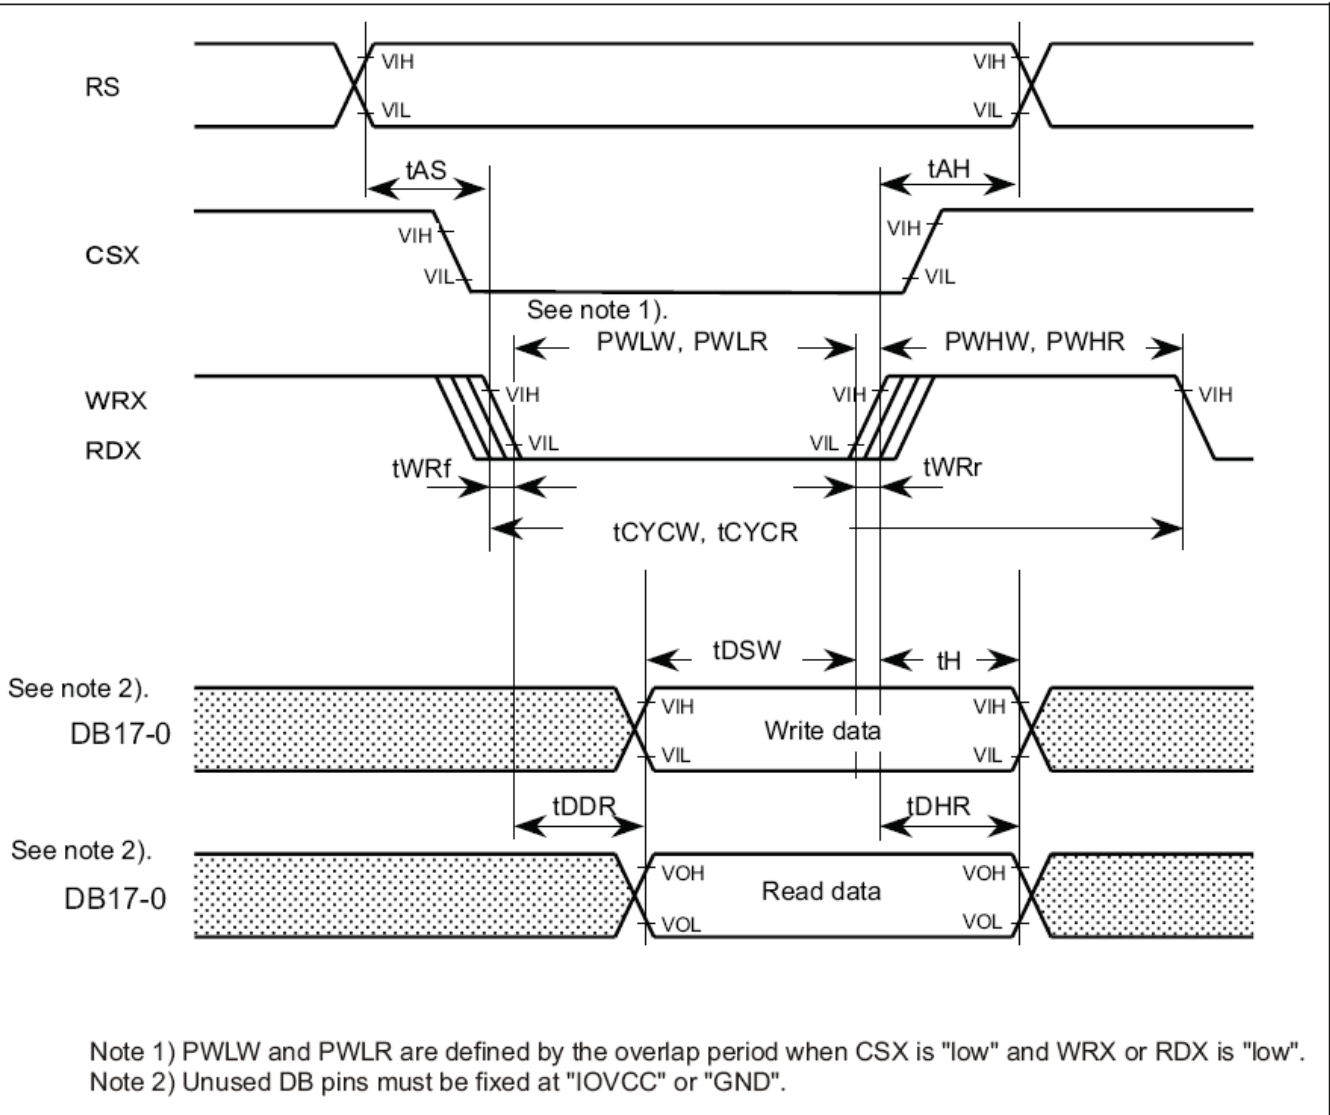 RS
VIH
VIH
VIL
VIL
tAS
tAH
CSX
VIH
VIH
VIL
VIL
See note 1).
PWLW, PWLR
PWHW, PWHR
WRX
VIH
VIH
VIH
RDX
VIL
VIL
tWRf
tWRr
tCYCW, tCYCR
tDSW
tH
See note 2).
DB17-0
VIH
VIH
Write data
VIL
VIL
tDDR
tDHR
See note 2).
DB17-0
VOH
VOH
Read data
VOL
VOL
Note 1) PWLW and PWLR are defined by the overlap period when CSX is "low" and WRX or RDX is "low".
Note 2) Unused DB pins must be fixed at "IOVCC" or "GND".